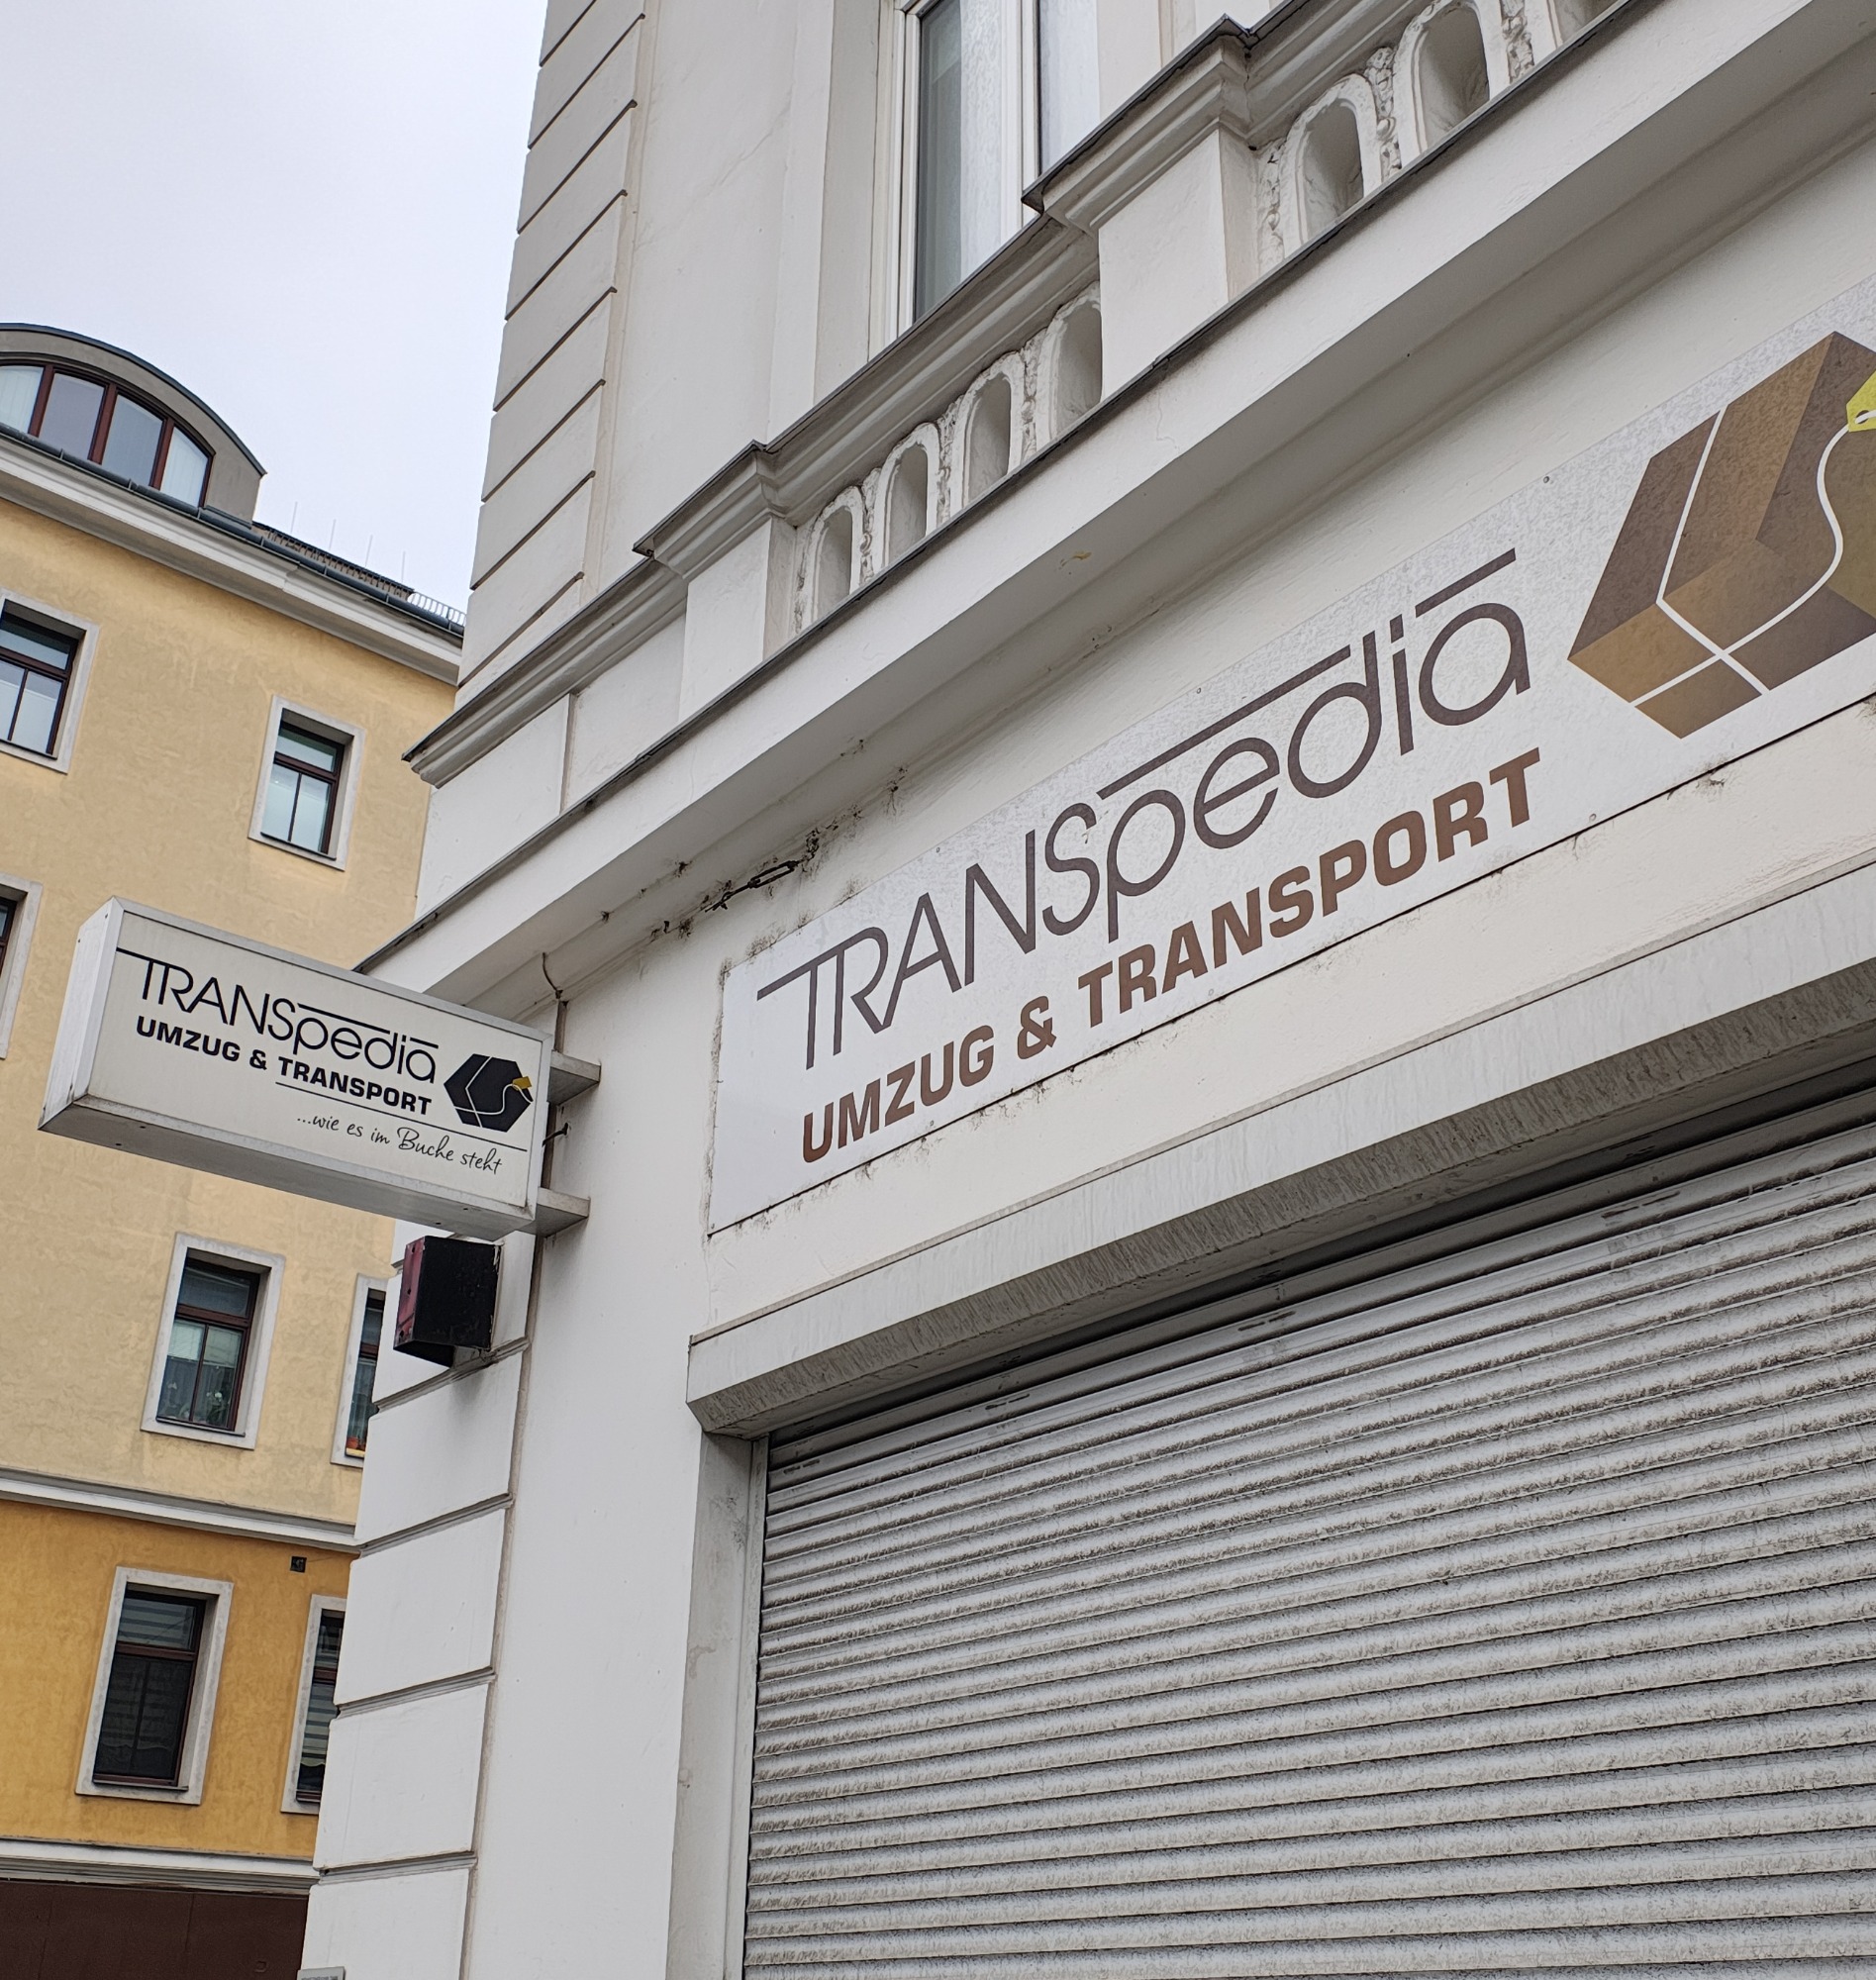 TRANSpedia
UMZUG & TRANSPORT
...wie es im Buche steht
TRANSpedia
UMZUG & TRANSPORT